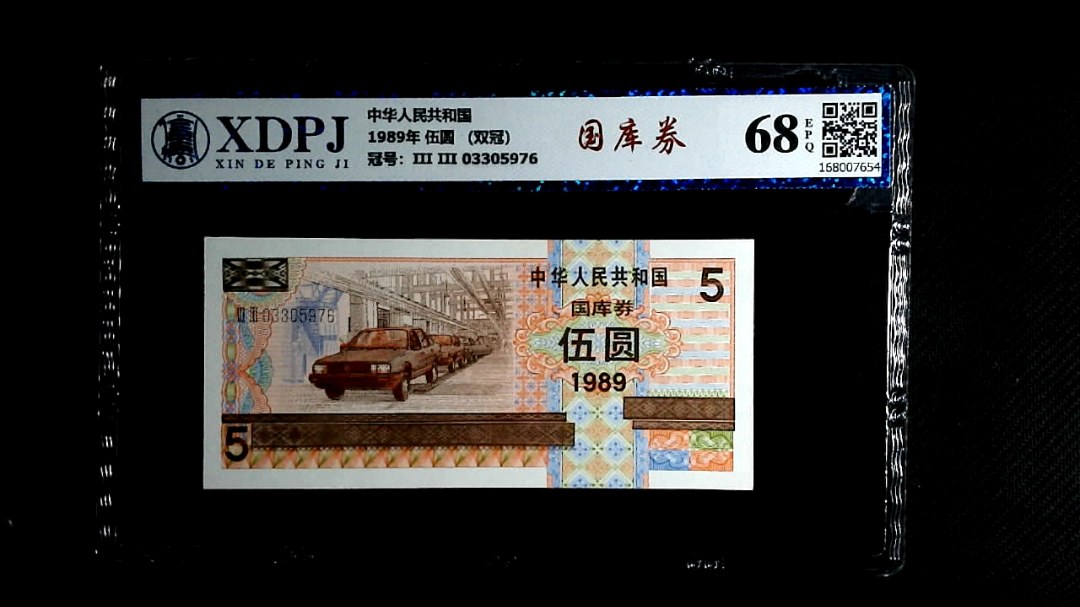 XDPJ
XIN DE PING JI
中华人民共和国
1989年 伍圆 (双冠)
冠号: III III 03305976
国库券
68
EPQ
168007654
中华人民共和国
5
国库券
III III 03305976
伍圆
1989
5